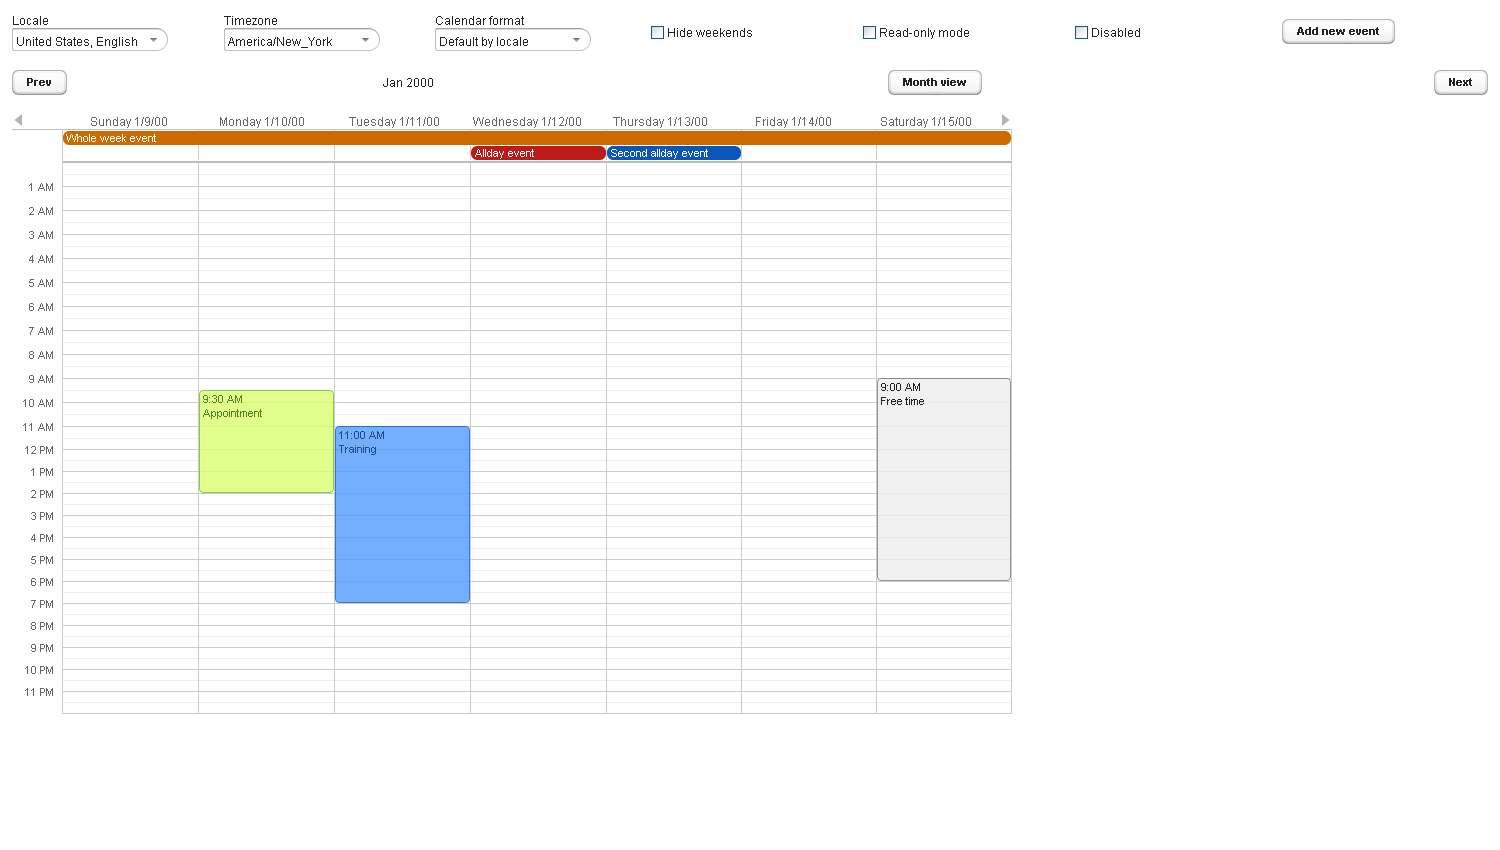 Locale
Timezone
Calendar format
United States, English
America/New_York
Default by locale
Hide weekends
Read-only mode
Disabled
Add new event
Prev
Jan 2000
Month view
Next
Sunday 1/9/00
Monday 1/10/00
Tuesday 1/11/00
Wednesday 1/12/00
Thursday 1/13/00
Friday 1/14/00
Saturday 1/15/00
Whole week event
Allday event
Second allday event
1 AM
2 AM
3 AM
4 AM
5 AM
6 AM
7 AM
8 AM
9 AM
10 AM
11 AM
12 PM
1 PM
2 PM
3 PM
4 PM
5 PM
6 PM
7 PM
8 PM
9 PM
10 PM
11 PM
9:30 AM
Appointment
11:00 AM
Training
9:00 AM
Free time